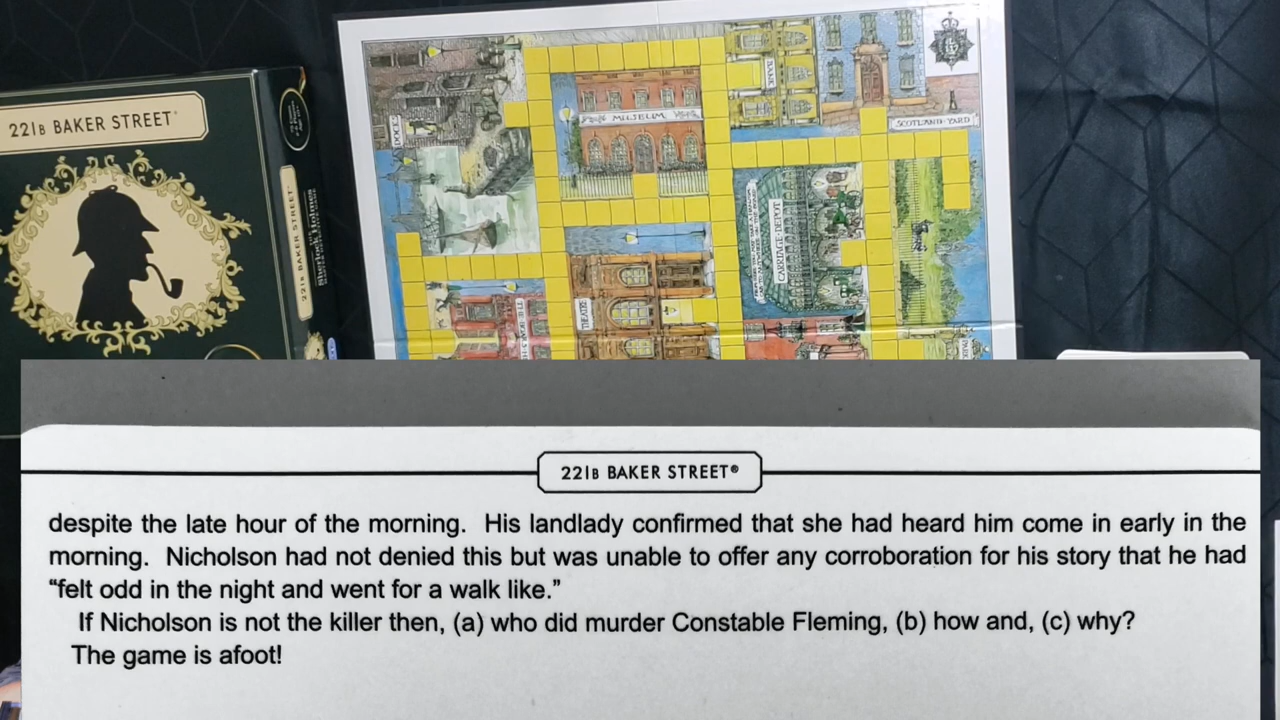 221B BAKER STREET
221B BAKER STREET
Sherlock Holmes
DOCKS
MUSEUM
BANK
SCOTLAND YARD
CARRIAGE DEPOT
THEATRE
PARK
221B BAKER STREET®
despite the late hour of the morning. His landlady confirmed that she had heard him come in early in the
morning. Nicholson had not denied this but was unable to offer any corroboration for his story that he had
“felt odd in the night and went for a walk like.”
If Nicholson is not the killer then, (a) who did murder Constable Fleming, (b) how and, (c) why?
The game is afoot!